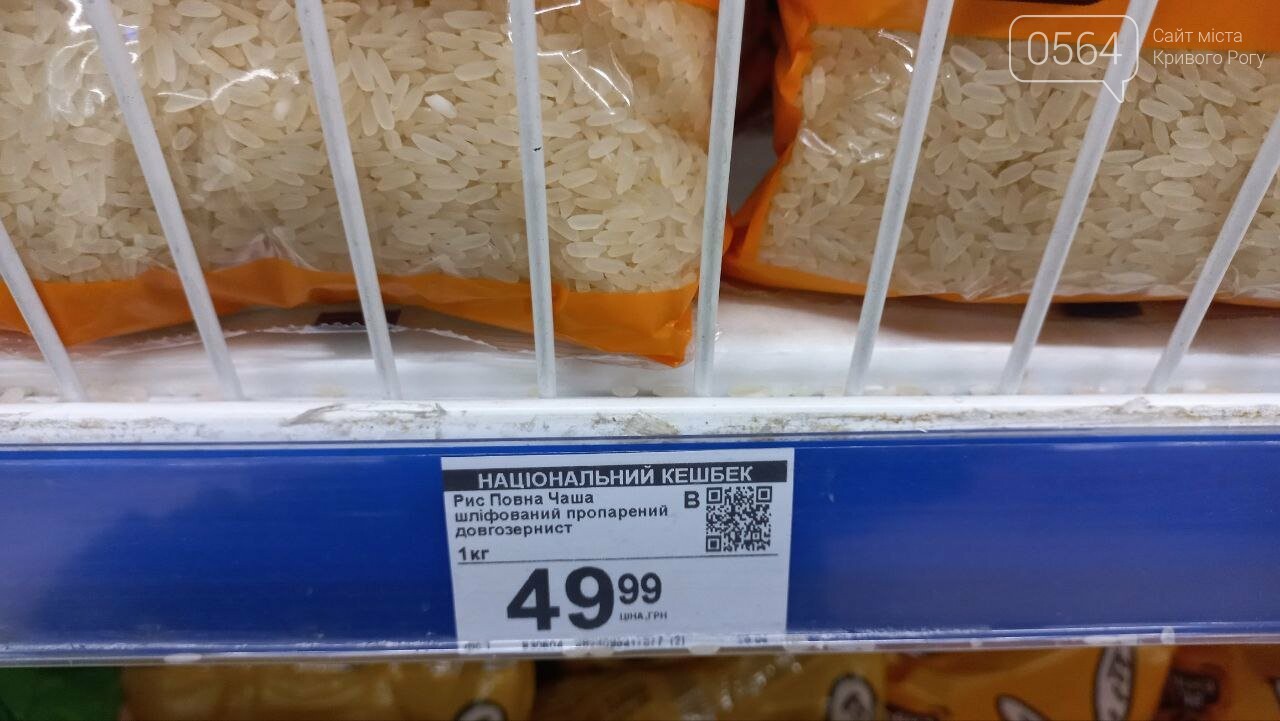 0564
Сайт міста
Кривого Рогу
НАЦІОНАЛЬНИЙ КЕШБЕК
Рис Повна Чаша
шліфований пропарений
довгозернист
В
1кг
49 99
ЦІНА,ГРН